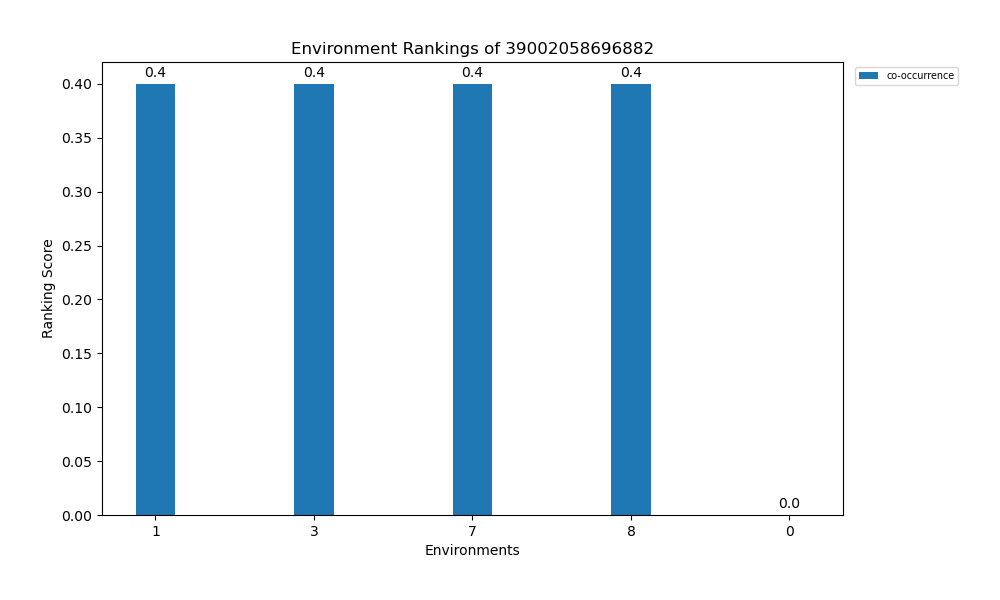 Environment Rankings of 39002058696882
co-occurrence
0.4 0.4 0.4 0.4 0.0
Ranking Score
0.40
0.35
0.30
0.25
0.20
0.15
0.10
0.05
0.00
1 3 7 8 0
Environments